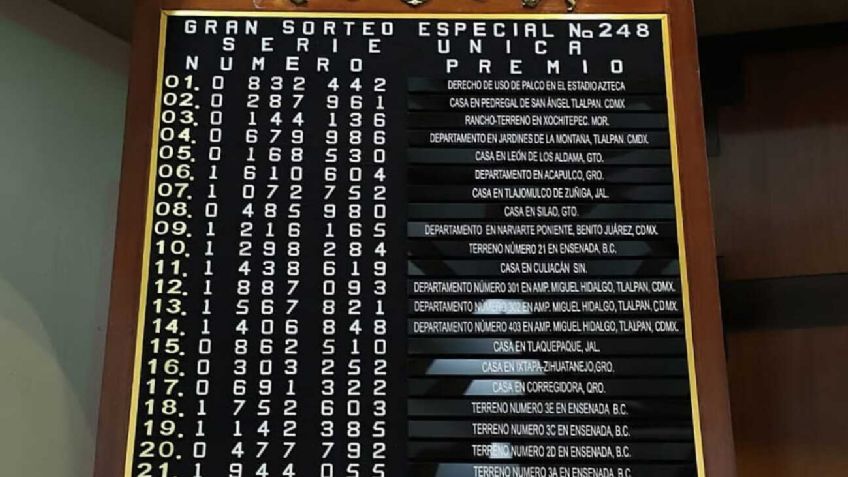 GRAN SORTEO ESPECIAL No 248
SERIE UNICA
NUMERO PREMIO
01. 0 832 442 DERECHO DE USO DE PALCO EN EL ESTADIO AZTECA
02. 0 287 961 CASA EN PEDREGAL DE SAN ÁNGEL TLALPAN. CDMX
03. 0 144 136 RANCHO-TERRENO EN XOCHITEPEC. MOR.
04. 0 679 986 DEPARTAMENTO EN JARDINES DE LA MONTAÑA, TLALPAN. CMDX.
05. 0 168 530 CASA EN LEÓN DE LOS ALDAMA, GTO.
06. 1 610 604 DEPARTAMENTO EN ACAPULCO, GRO.
07. 1 072 752 CASA EN TLAJOMULCO DE ZUÑIGA, JAL.
08. 0 485 980 CASA EN SILAO, GTO.
09. 1 216 165 DEPARTAMENTO EN NARVARTE PONIENTE, BENITO JUÁREZ, CDMX.
10. 1 298 284 TERRENO NÚMERO 21 EN ENSENADA, B.C.
11. 1 438 619 CASA EN CULIACÁN SIN.
12. 1 887 093 DEPARTAMENTO NÚMERO 301 EN AMP. MIGUEL HIDALGO, TLALPAN, CDMX.
13. 1 567 821 DEPARTAMENTO NÚMERO 302 EN AMP. MIGUEL HIDALGO, TLALPAN, CDMX.
14. 1 406 848 DEPARTAMENTO NÚMERO 403 EN AMP. MIGUEL HIDALGO, TLALPAN, CDMX.
15. 0 862 510 CASA EN TLAQUEPAQUE, JAL.
16. 0 303 252 CASA EN IXTAPA-ZIHUATANEJO,GRO.
17. 0 691 322 CASA EN CORREGIDORA, QRO.
18. 1 752 603 TERRENO NUMERO 3E EN ENSENADA, B.C.
19. 1 142 385 TERRENO NUMERO 3C EN ENSENADA, B.C.
20. 0 477 792 TERRENO NUMERO 2D EN ENSENADA, B.C.
21. 1 944 055 TERRENO NUMERO 3A EN ENSENADA, B.C.